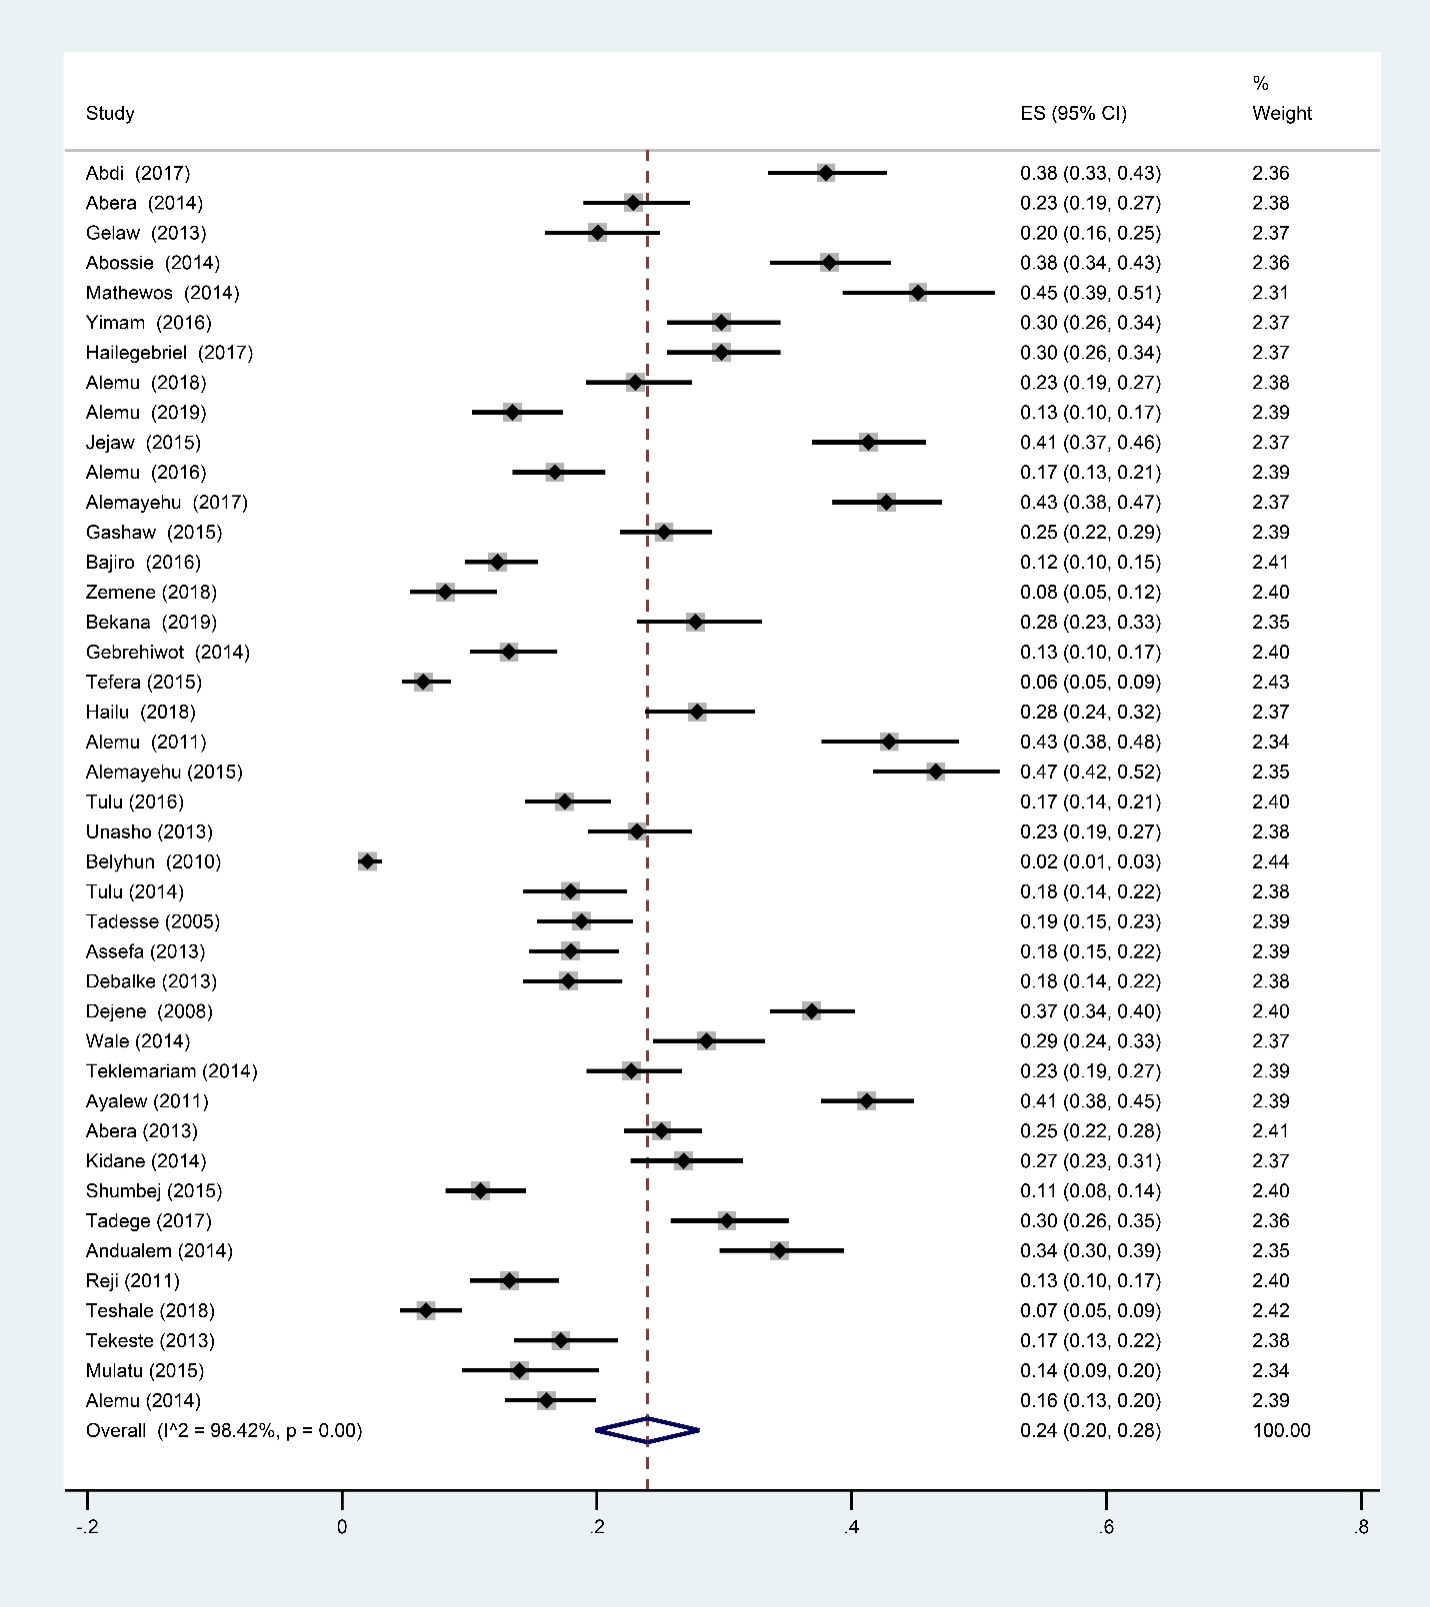 %
Study ES (95% CI) Weight
Abdi (2017) 0.38 (0.33, 0.43) 2.36
Abera (2014) 0.23 (0.19, 0.27) 2.38
Gelaw (2013) 0.20 (0.16, 0.25) 2.37
Abossie (2014) 0.38 (0.34, 0.43) 2.36
Mathewos (2014) 0.45 (0.39, 0.51) 2.31
Yimam (2016) 0.30 (0.26, 0.34) 2.37
Hailegebriel (2017) 0.30 (0.26, 0.34) 2.37
Alemu (2018) 0.23 (0.19, 0.27) 2.38
Alemu (2019) 0.13 (0.10, 0.17) 2.39
Jejaw (2015) 0.41 (0.37, 0.46) 2.37
Alemu (2016) 0.17 (0.13, 0.21) 2.39
Alemayehu (2017) 0.43 (0.38, 0.47) 2.37
Gashaw (2015) 0.25 (0.22, 0.29) 2.39
Bajiro (2016) 0.12 (0.10, 0.15) 2.41
Zemene (2018) 0.08 (0.05, 0.12) 2.40
Bekana (2019) 0.28 (0.23, 0.33) 2.35
Gebrehiwot (2014) 0.13 (0.10, 0.17) 2.40
Tefera (2015) 0.06 (0.05, 0.09) 2.43
Hailu (2018) 0.28 (0.24, 0.32) 2.37
Alemu (2011) 0.43 (0.38, 0.48) 2.34
Alemayehu (2015) 0.47 (0.42, 0.52) 2.35
Tulu (2016) 0.17 (0.14, 0.21) 2.40
Unasho (2013) 0.23 (0.19, 0.27) 2.38
Belyhun (2010) 0.02 (0.01, 0.03) 2.44
Tulu (2014) 0.18 (0.14, 0.22) 2.38
Tadesse (2005) 0.19 (0.15, 0.23) 2.39
Assefa (2013) 0.18 (0.15, 0.22) 2.39
Debalke (2013) 0.18 (0.14, 0.22) 2.38
Dejene (2008) 0.37 (0.34, 0.40) 2.40
Wale (2014) 0.29 (0.24, 0.33) 2.37
Teklemariam (2014) 0.23 (0.19, 0.27) 2.39
Ayalew (2011) 0.41 (0.38, 0.45) 2.39
Abera (2013) 0.25 (0.22, 0.28) 2.41
Kidane (2014) 0.27 (0.23, 0.31) 2.37
Shumbej (2015) 0.11 (0.08, 0.14) 2.40
Tadege (2017) 0.30 (0.26, 0.35) 2.36
Andualem (2014) 0.34 (0.30, 0.39) 2.35
Reji (2011) 0.13 (0.10, 0.17) 2.40
Teshale (2018) 0.07 (0.05, 0.09) 2.42
Tekeste (2013) 0.17 (0.13, 0.22) 2.38
Mulatu (2015) 0.14 (0.09, 0.20) 2.34
Alemu (2014) 0.16 (0.13, 0.20) 2.39
Overall (I^2 = 98.42%, p = 0.00) 0.24 (0.20, 0.28) 100.00
-.2 0 .2 .4 .6 .8